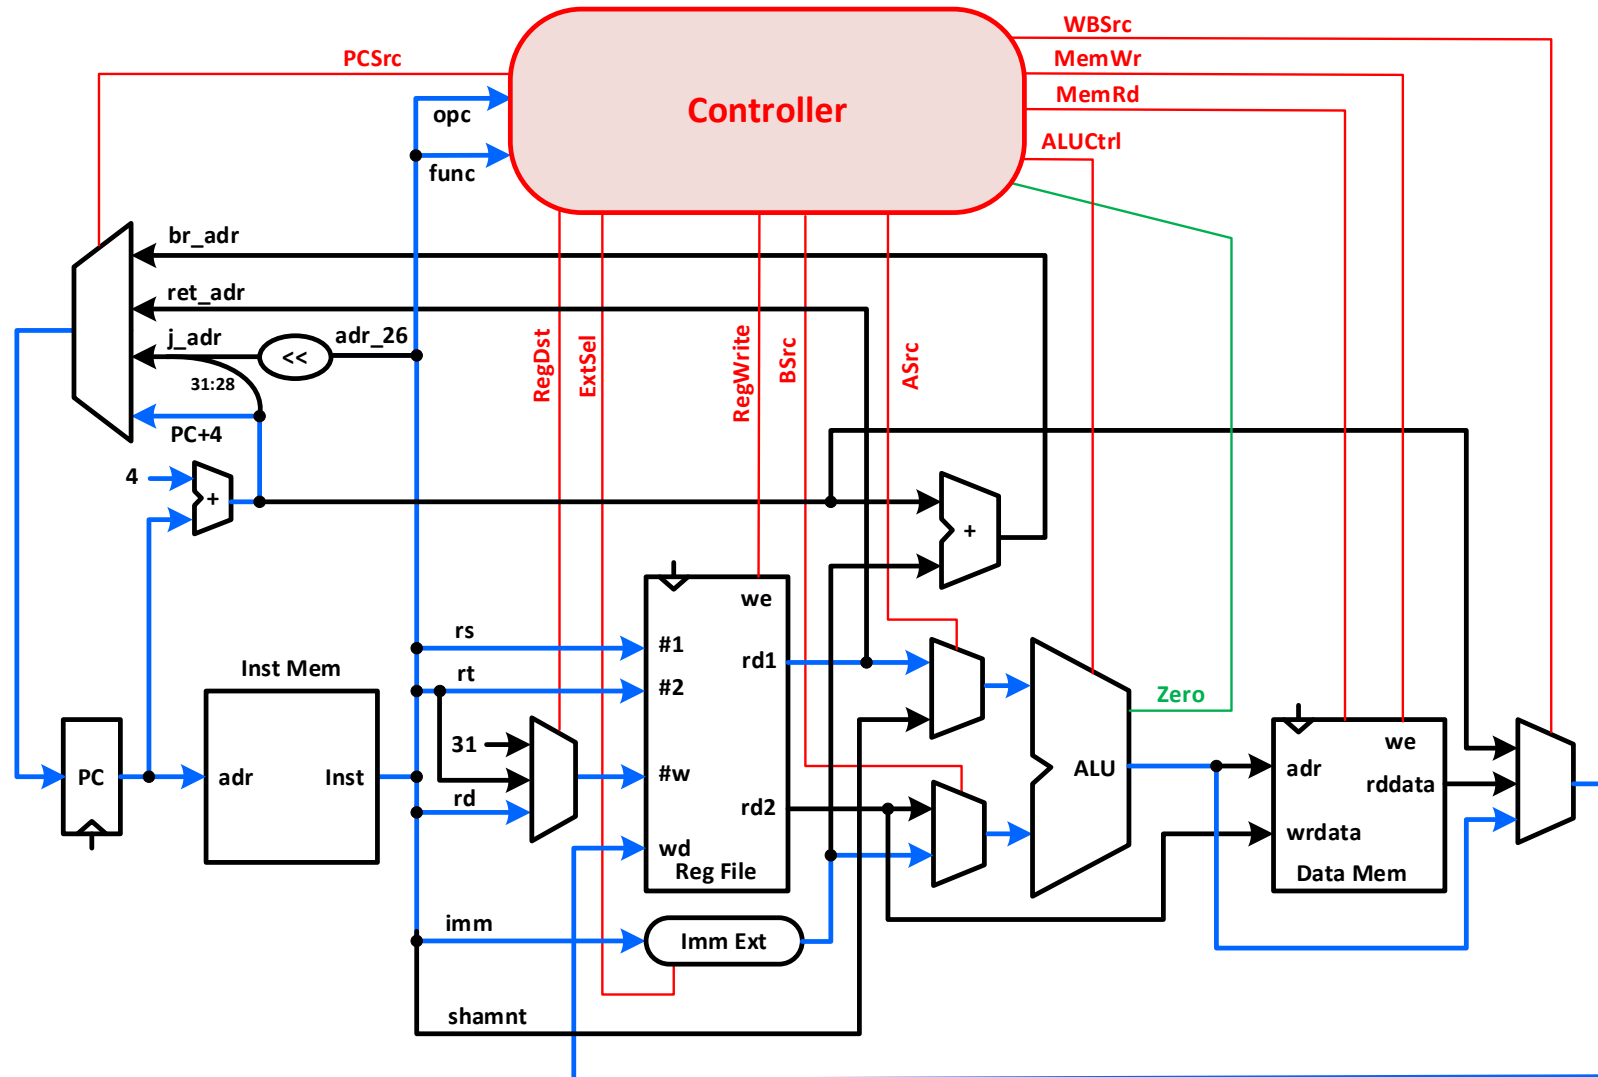 WBSrc
PCSrc
MemWr
MemRd
Controller
opc
ALUCtrl
func
br_adr
ret_adr
j_adr
<<
adr_26
31:28
RegDst
ExtSel
RegWrite
BSrc
ASrc
PC+4
4
+
+
we
rs
#1
rd1
rt
#2
Inst Mem
Zero
31
we
PC
adr
Inst
#w
ALU
adr
rddata
rd
rd2
wrdata
wd
Reg File
Data Mem
imm
Imm Ext
shamnt